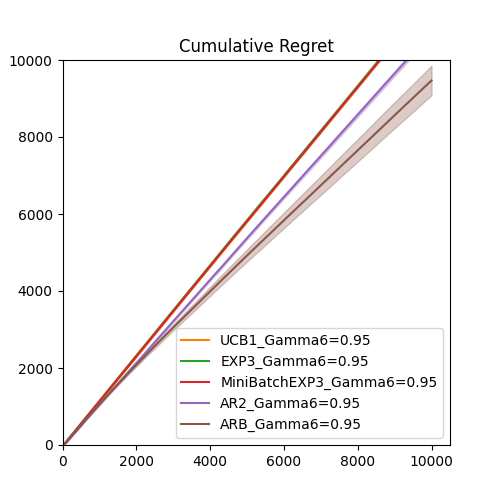 Cumulative Regret
10000
8000
6000
4000
2000
0
UCB1_Gamma6=0.95
EXP3_Gamma6=0.95
MiniBatchEXP3_Gamma6=0.95
AR2_Gamma6=0.95
ARB_Gamma6=0.95
0 2000 4000 6000 8000 10000